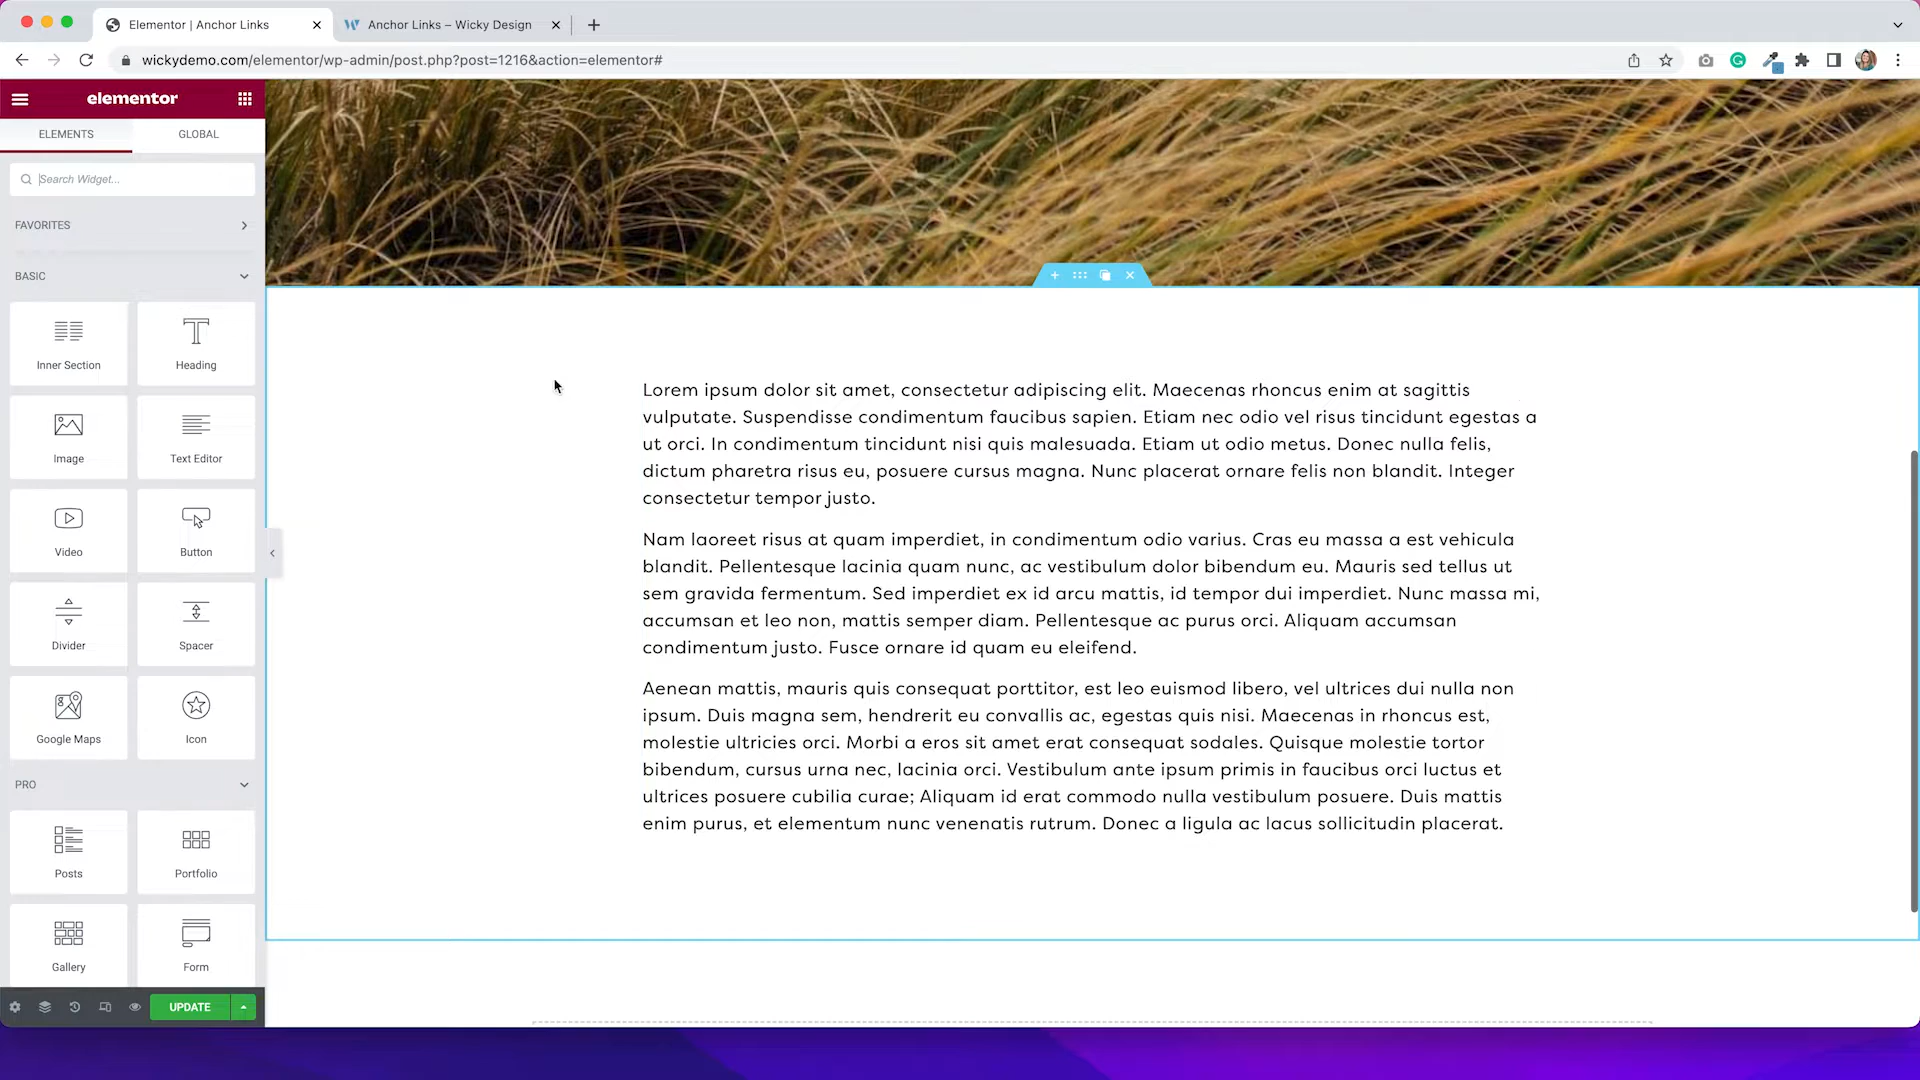 Elementor | Anchor Links
Anchor Links – Wicky Design
wickydemo.com/elementor/wp-admin/post.php?post=1216&action=elementor#
elementor
ELEMENTS
GLOBAL
Search Widget...
FAVORITES
BASIC
Inner Section
Heading
Image
Text Editor
Video
Button
Divider
Spacer
Google Maps
Icon
PRO
Posts
Portfolio
Gallery
Form
UPDATE
Lorem ipsum dolor sit amet, consectetur adipiscing elit. Maecenas rhoncus enim at sagittis
vulputate. Suspendisse condimentum faucibus sapien. Etiam nec odio vel risus tincidunt egestas a
ut orci. In condimentum tincidunt nisi quis malesuada. Etiam ut odio metus. Donec nulla felis,
dictum pharetra risus eu, posuere cursus magna. Nunc placerat ornare felis non blandit. Integer
consectetur tempor justo.
Nam laoreet risus at quam imperdiet, in condimentum odio varius. Cras eu massa a est vehicula
blandit. Pellentesque lacinia quam nunc, ac vestibulum dolor bibendum eu. Mauris sed tellus ut
sem gravida fermentum. Sed imperdiet ex id arcu mattis, id tempor dui imperdiet. Nunc massa mi,
accumsan et leo non, mattis semper diam. Pellentesque ac purus orci. Aliquam accumsan
condimentum justo. Fusce ornare id quam eu eleifend.
Aenean mattis, mauris quis consequat porttitor, est leo euismod libero, vel ultrices dui nulla non
ipsum. Duis magna sem, hendrerit eu convallis ac, egestas quis nisi. Maecenas in rhoncus est,
molestie ultricies orci. Morbi a eros sit amet erat consequat sodales. Quisque molestie tortor
bibendum, cursus urna nec, lacinia orci. Vestibulum ante ipsum primis in faucibus orci luctus et
ultrices posuere cubilia curae; Aliquam id erat commodo nulla vestibulum posuere. Duis mattis
enim purus, et elementum nunc venenatis rutrum. Donec a ligula ac lacus sollicitudin placerat.